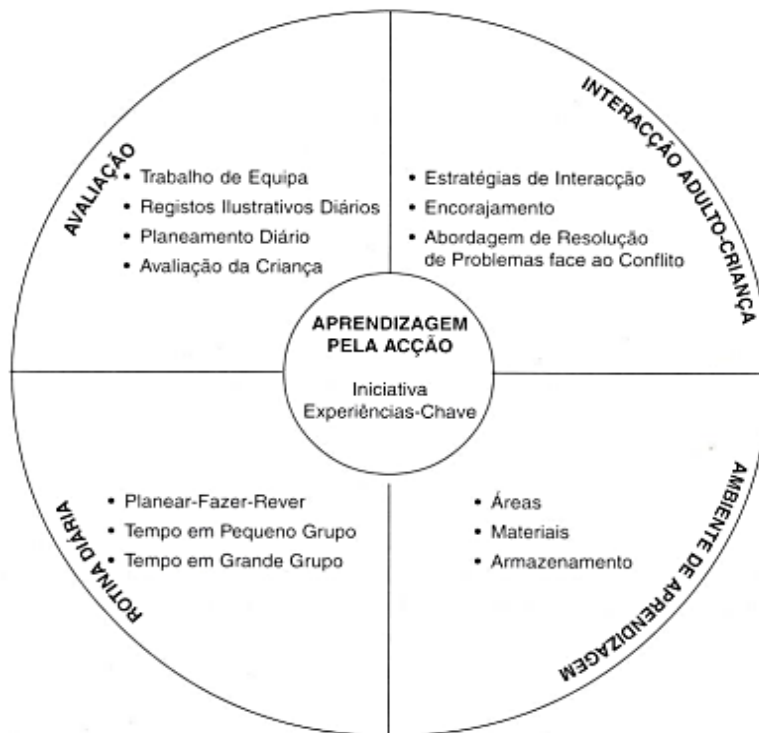 AVALIAÇÃO
• Trabalho de Equipa
• Registos Ilustrativos Diários
• Planeamento Diário
• Avaliação da Criança
INTERACÇÃO ADULTO-CRIANÇA
• Estratégias de Interacção
• Encorajamento
• Abordagem de Resolução
de Problemas face ao Conflito
APRENDIZAGEM
PELA ACÇÃO
Iniciativa
Experiências-Chave
ROTINA DIÁRIA
• Planear-Fazer-Rever
• Tempo em Pequeno Grupo
• Tempo em Grande Grupo
AMBIENTE DE APRENDIZAGEM
• Áreas
• Materiais
• Armazenamento